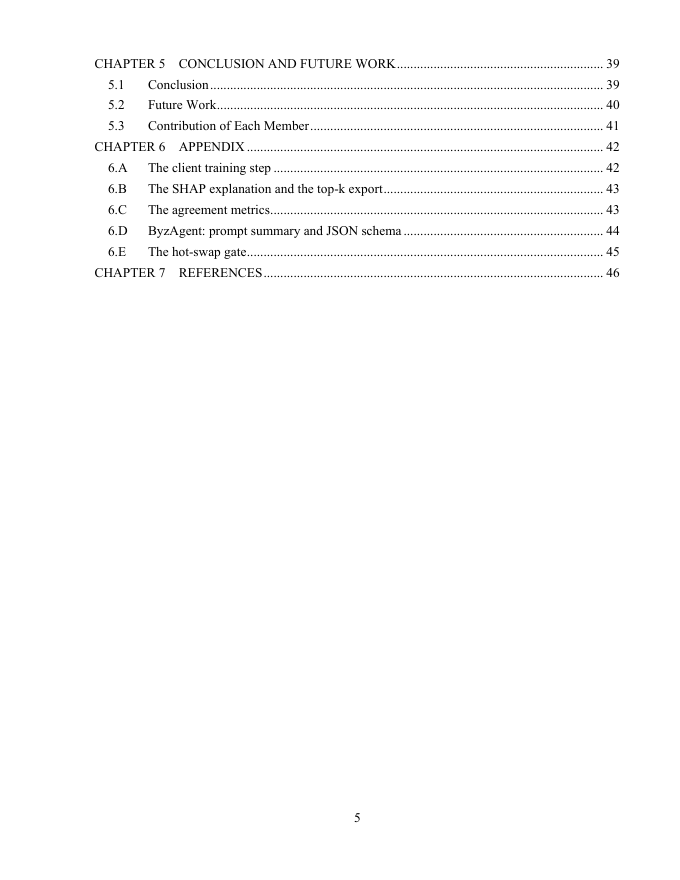 CHAPTER 5 CONCLUSION AND FUTURE WORK ........ 39
5.1 Conclusion ........ 39
5.2 Future Work ........ 40
5.3 Contribution of Each Member ........ 41
CHAPTER 6 APPENDIX ........ 42
6.A The client training step ........ 42
6.B The SHAP explanation and the top-k export ........ 43
6.C The agreement metrics ........ 43
6.D ByzAgent: prompt summary and JSON schema ........ 44
6.E The hot-swap gate ........ 45
CHAPTER 7 REFERENCES ........ 46
5